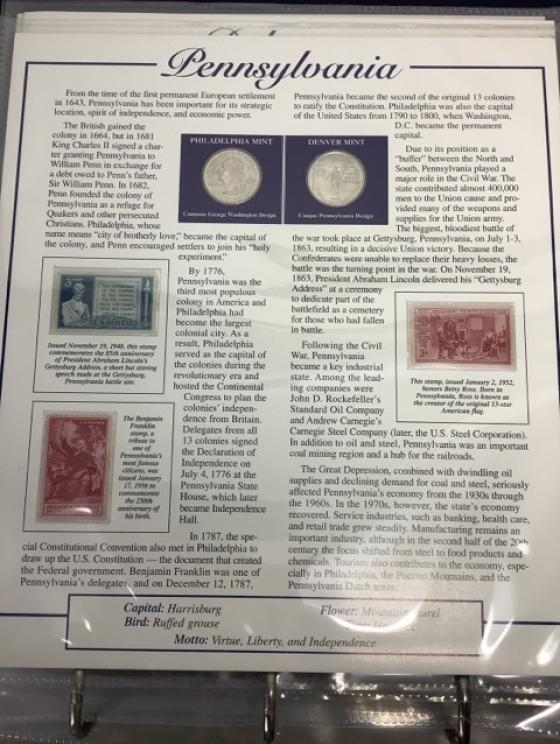 Pennsylvania
From the time of the first permanent European settlement
in 1643, Pennsylvania has been important for its strategic
location, spirit of independence, and economic power.
The British gained the
colony in 1664, but in 1681
King Charles II signed a char-
ter granting Pennsylvania to
William Penn in exchange for
a debt owed to Penn's father,
Sir William Penn. In 1682,
Penn founded the colony of
Pennsylvania as a refuge for
Quakers and other persecuted
Christians. Philadelphia, whose
name means "city of brotherly love," became the capital of
the colony, and Penn encouraged settlers to join his "holy
experiment."
By 1776,
Pennsylvania was the
third most populous
colony in America and
Philadelphia had
become the largest
colonial city. As a
result, Philadelphia
served as the capital of
the colonies during the
revolutionary era and
hosted the Continental
Congress to plan the
colonies' indepen-
dence from Britain.
Delegates from all
13 colonies signed
the Declaration of
Independence on
July 4, 1776 at the
Pennsylvania State
House, which later
became Independence
Hall.
In 1787, the spe-
cial Constitutional Convention also met in Philadelphia to
draw up the U.S. Constitution — the document that created
the Federal government. Benjamin Franklin was one of
Pennsylvania's delegates, and on December 12, 1787,
PHILADELPHIA MINT
Common George Washington Design
DENVER MINT
Unique Pennsylvania Design
3¢
U.S. POSTAGE
Issued November 19, 1948, this stamp
commemorates the 85th anniversary
of President Abraham Lincoln's
Gettysburg Address, a short but stirring
speech made at the Gettysburg,
Pennsylvania battle site.
The Benjamin
Franklin
stamp, a
tribute to
one of
Pennsylvania's
most famous
citizens, was
issued January
17, 1956 to
commemorate
the 250th
anniversary of
his birth.
Pennsylvania became the second of the original 13 colonies
to ratify the Constitution. Philadelphia was also the capital
of the United States from 1790 to 1800, when Washington,
D.C. became the permanent
capital.
Due to its position as a
"buffer" between the North and
South, Pennsylvania played a
major role in the Civil War. The
state contributed almost 400,000
men to the Union cause and pro-
vided many of the weapons and
supplies for the Union army.
The biggest, bloodiest battle of
the war took place at Gettysburg, Pennsylvania, on July 1-3,
1863, resulting in a decisive Union victory. Because the
Confederates were unable to replace their heavy losses, the
battle was the turning point in the war. On November 19,
1863, President Abraham Lincoln delivered his "Gettysburg
Address" at a ceremony
to dedicate part of the
battlefield as a cemetery
for those who had fallen
in battle.
Following the Civil
War, Pennsylvania
became a key industrial
state. Among the lead-
ing companies were
John D. Rockefeller's
Standard Oil Company
and Andrew Carnegie's
Carnegie Steel Company (later, the U.S. Steel Corporation).
In addition to oil and steel, Pennsylvania was an important
coal mining region and a hub for the railroads.
The Great Depression, combined with dwindling oil
supplies and declining demand for coal and steel, seriously
affected Pennsylvania's economy from the 1930s through
the 1960s. In the 1970s, however, the state's economy
recovered. Service industries, such as banking, health care,
and retail trade grew steadily. Manufacturing remains an
important industry, although in the second half of the 20th
century the focus shifted from steel to food products and
chemicals. Tourism also contributes to the economy, espe-
cially in Philadelphia, the Pocono Mountains, and the
Pennsylvania Dutch areas.
This stamp, issued January 2, 1952,
honors Betsy Ross. Born in
Pennsylvania, Ross is known as
the creator of the original 13-star
American flag.
Capital: Harrisburg
Flower: Mountain laurel
Bird: Ruffed grouse
Motto: Virtue, Liberty, and Independence